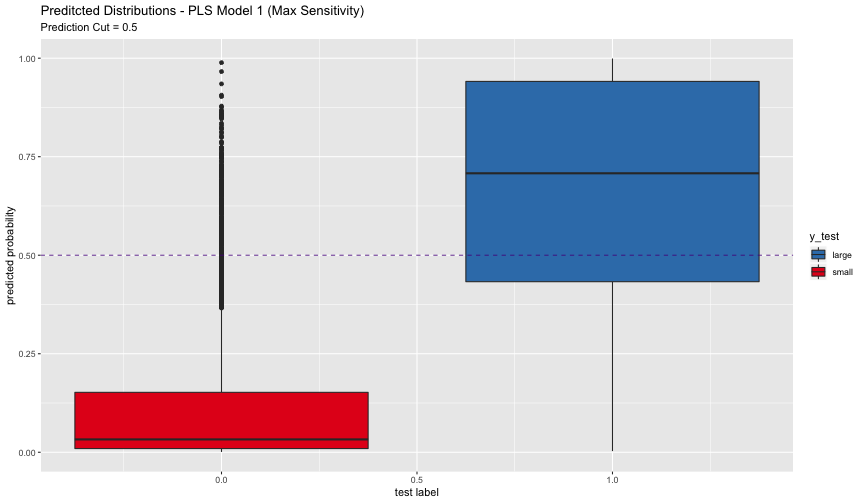 Preditcted Distributions - PLS Model 1 (Max Sensitivity)
Prediction Cut = 0.5
1.00
0.75
0.50
0.25
0.00
predicted probability
0.0
0.5
1.0
test label
y_test
large
small